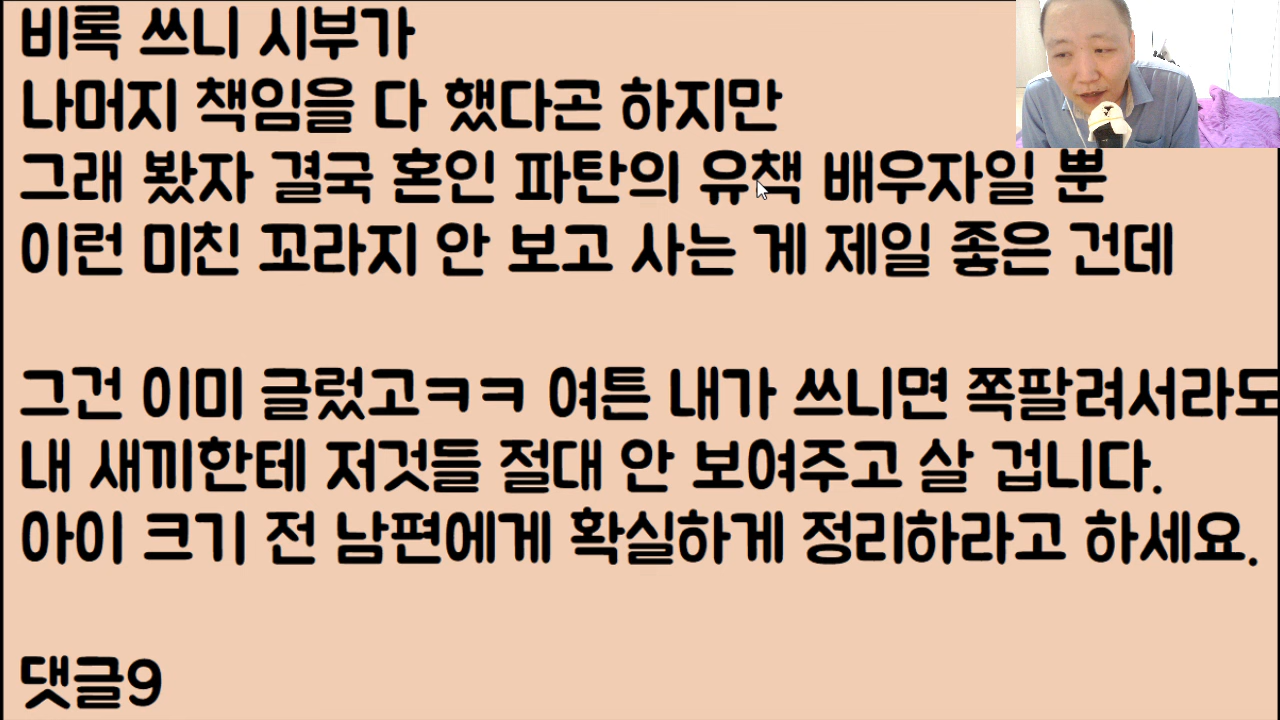 비록 쓰니 시부가
나머지 책임을 다 했다곤 하지만
그래 봤자 결국 혼인 파탄의 유책 배우자일 뿐
이런 미친 꼬라지 안 보고 사는 게 제일 좋은 건데
그건 이미 글렀고ㅋㅋ 여튼 내가 쓰니면 쪽팔려서라도
내 새끼한테 저것들 절대 안 보여주고 살 겁니다.
아이 크기 전 남편에게 확실하게 정리하라고 하세요.
댓글9